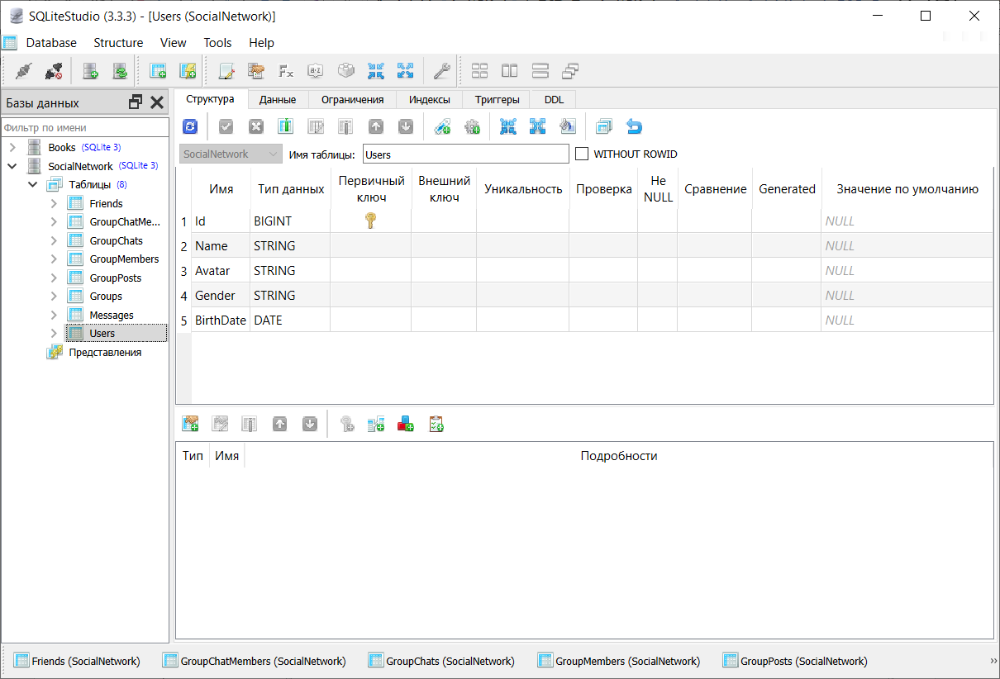 SQLiteStudio (3.3.3) - [Users (SocialNetwork)]
Database Structure View Tools Help
Базы данных
Фильтр по имени
Books (SQLite 3)
SocialNetwork (SQLite 3)
Таблицы (8)
Friends
GroupChatMe...
GroupChats
GroupMembers
GroupPosts
Groups
Messages
Users
Представления
Структура Данные Ограничения Индексы Триггеры DDL
SocialNetwork Имя таблицы: Users WITHOUT ROWID
Имя Тип данных Первичный ключ Внешний ключ Уникальность Проверка Не NULL Сравнение Generated Значение по умолчанию
1 Id BIGINT NULL
2 Name STRING NULL
3 Avatar STRING NULL
4 Gender STRING NULL
5 BirthDate DATE NULL
Тип Имя Подробности
Friends (SocialNetwork) GroupChatMembers (SocialNetwork) GroupChats (SocialNetwork) GroupMembers (SocialNetwork) GroupPosts (SocialNetwork) »